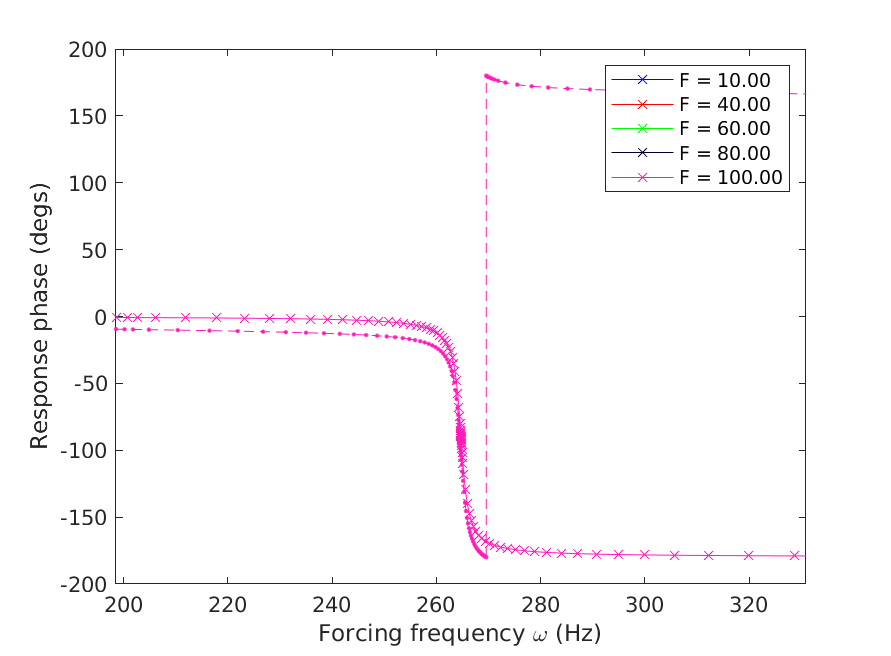 200
150
100
50
0
-50
-100
-150
-200
Response phase (degs)
F = 10.00
F = 40.00
F = 60.00
F = 80.00
F = 100.00
200
220
240
260
280
300
320
Forcing frequency ω (Hz)